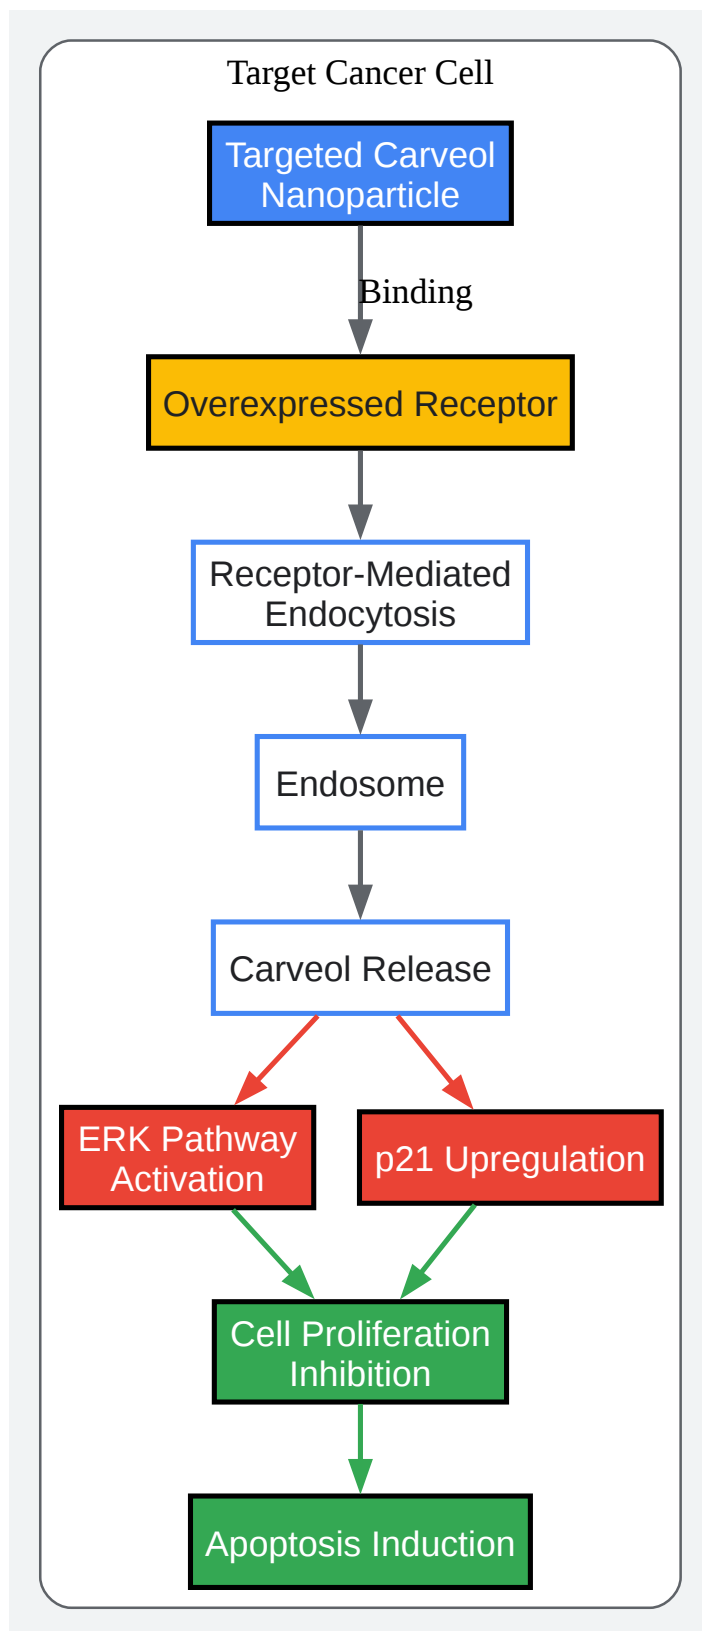 Target Cancer Cell
Targeted Carveol
Nanoparticle
Binding
Overexpressed Receptor
Receptor-Mediated
Endocytosis
Endosome
Carveol Release
ERK Pathway
Activation
p21 Upregulation
Cell Proliferation
Inhibition
Apoptosis Induction